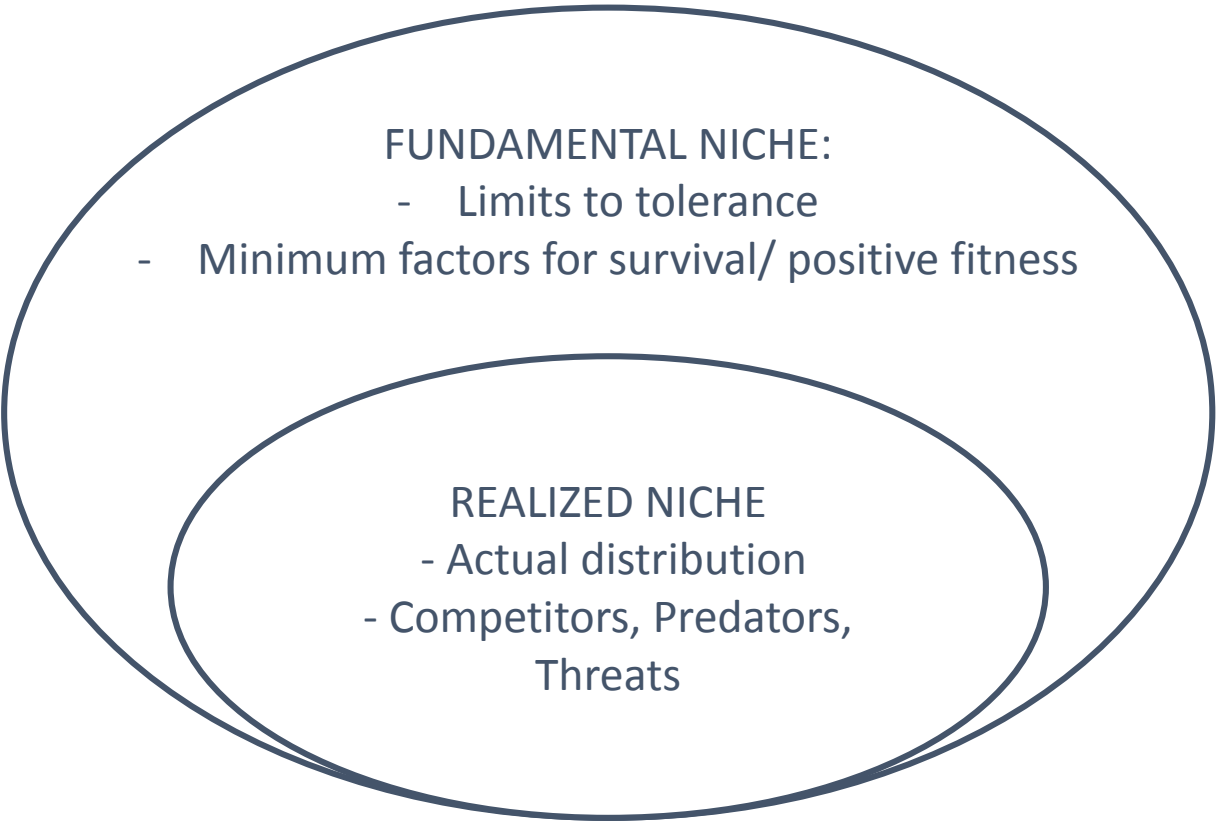 FUNDAMENTAL NICHE:
- Limits to tolerance
- Minimum factors for survival/ positive fitness
REALIZED NICHE
- Actual distribution
- Competitors, Predators,
Threats